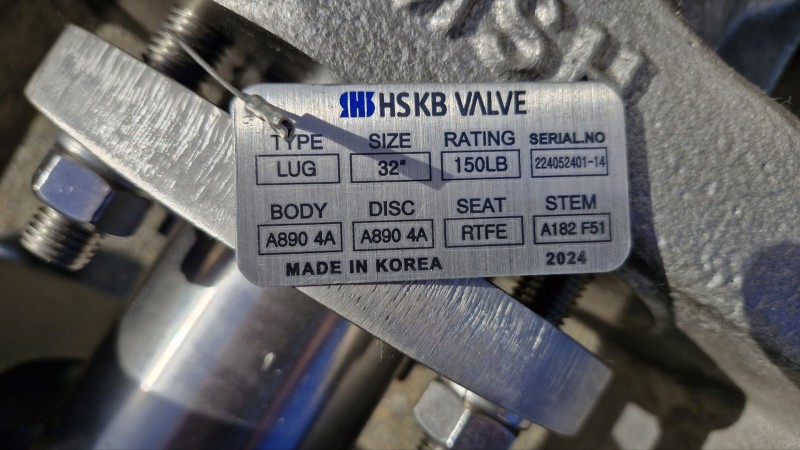 SHS HS KB VALVE
TYPE SIZE RATING SERIAL.NO
LUG 32" 150LB 224052401-14
BODY DISC SEAT STEM
A890 4A A890 4A RTFE A182 F51
MADE IN KOREA 2024